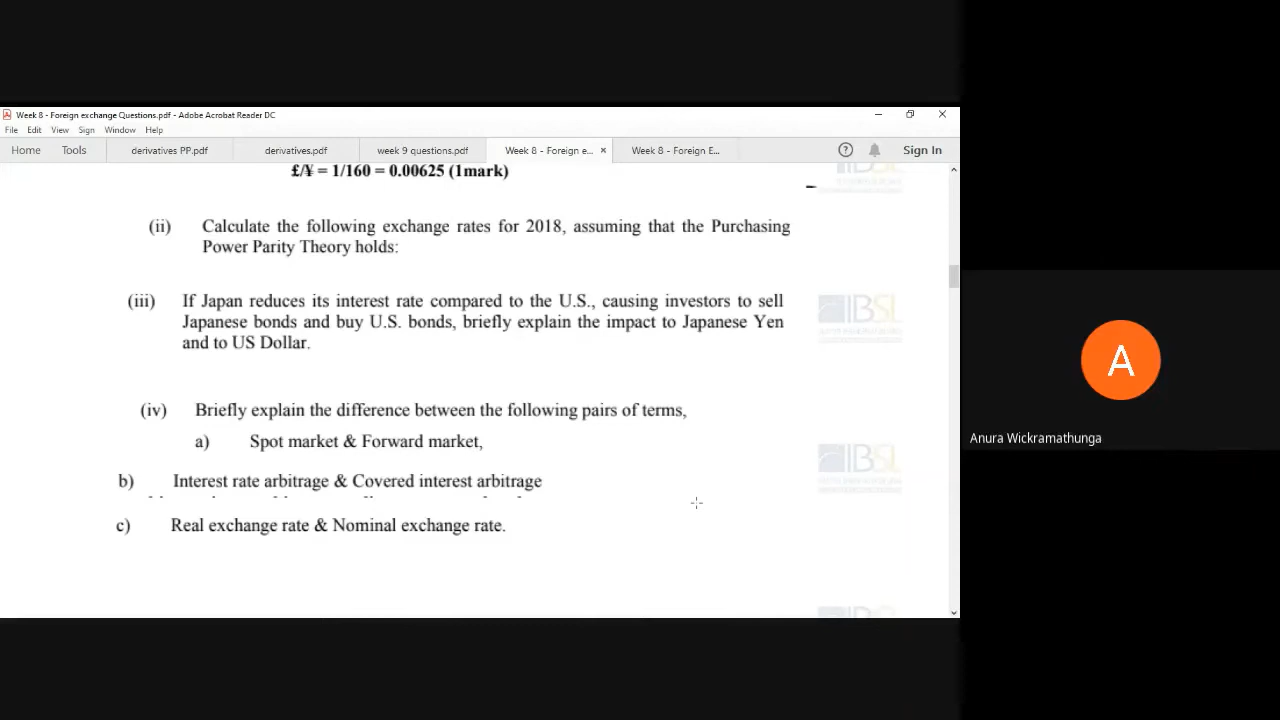 Week 8 - Foreign exchange Questions.pdf - Adobe Acrobat Reader DC
File Edit View Sign Window Help
Home Tools derivatives PP.pdf derivatives.pdf week 9 questions.pdf Week 8 - Foreign e... × Week 8 - Foreign E... Sign In
£/¥ = 1/160 = 0.00625 (1mark)
(ii) Calculate the following exchange rates for 2018, assuming that the Purchasing
Power Parity Theory holds:
(iii) If Japan reduces its interest rate compared to the U.S., causing investors to sell
Japanese bonds and buy U.S. bonds, briefly explain the impact to Japanese Yen
and to US Dollar.
IBSL
(iv) Briefly explain the difference between the following pairs of terms,
a) Spot market & Forward market,
IBSL
b) Interest rate arbitrage & Covered interest arbitrage
c) Real exchange rate & Nominal exchange rate.
A
Anura Wickramathunga